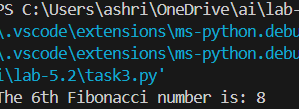 PS C:\Users\ashri\OneDrive\ai\lab-
\.vscode\extensions\ms-python.debu
\.vscode\extensions\ms-python.debu
i\lab-5.2\task3.py'
The 6th Fibonacci number is: 8